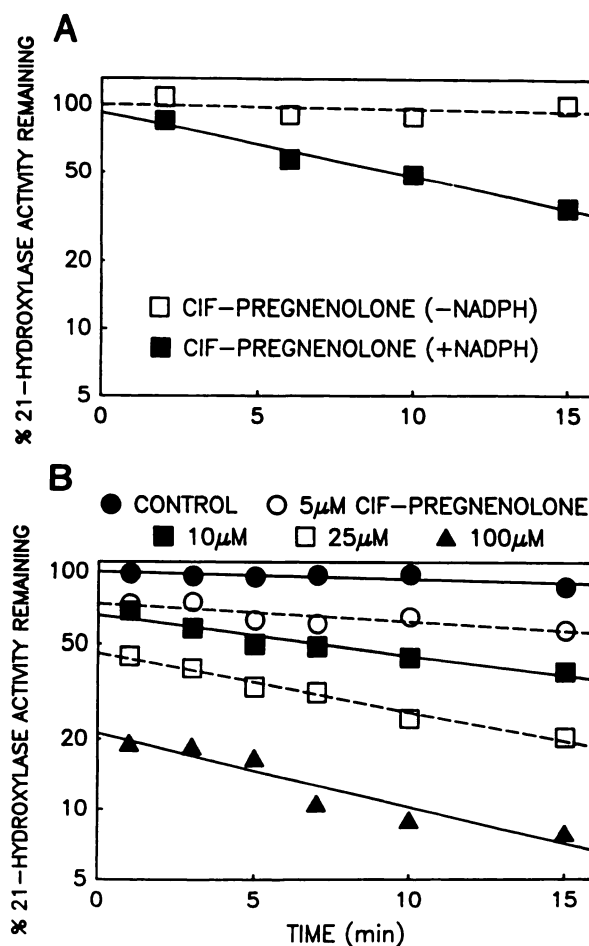 A
% 21-HYDROXYLASE ACTIVITY REMAINING
100
50
20
10
5
□ CIF-PREGNENOLONE (-NADPH)
■ CIF-PREGNENOLONE (+NADPH)
0 5 10 15
B
● CONTROL ○ 5μM CIF-PREGNENOLONE
■ 10μM □ 25μM ▲ 100μM
% 21-HYDROXYLASE ACTIVITY REMAINING
100
50
20
10
5
0 5 10 15
TIME (min)